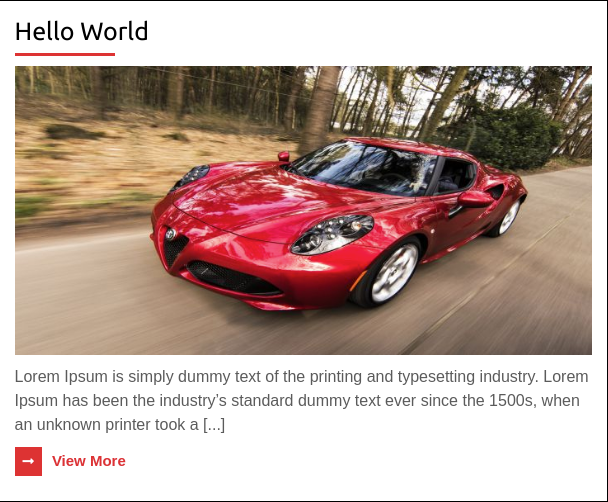 Hello World
Lorem Ipsum is simply dummy text of the printing and typesetting industry. Lorem
Ipsum has been the industry’s standard dummy text ever since the 1500s, when
an unknown printer took a [...]
➞ View More